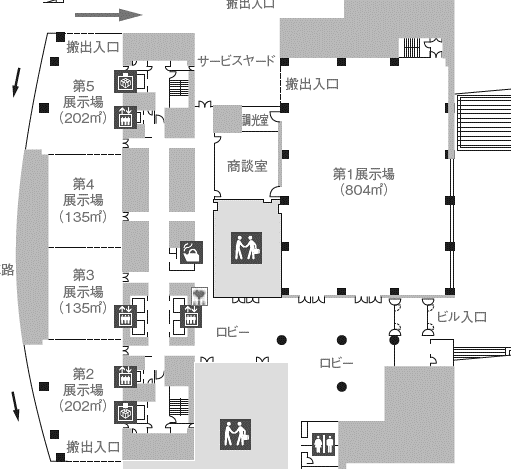 搬出入口
搬出入口
サービスヤード
第5
展示場
（202㎡）
搬出入口
調光室
第4
展示場
（135㎡）
商談室
第1展示場
（804㎡）
路
第3
展示場
（135㎡）
ロビー
ビル入口
ロビー
第2
展示場
（202㎡）
搬出入口